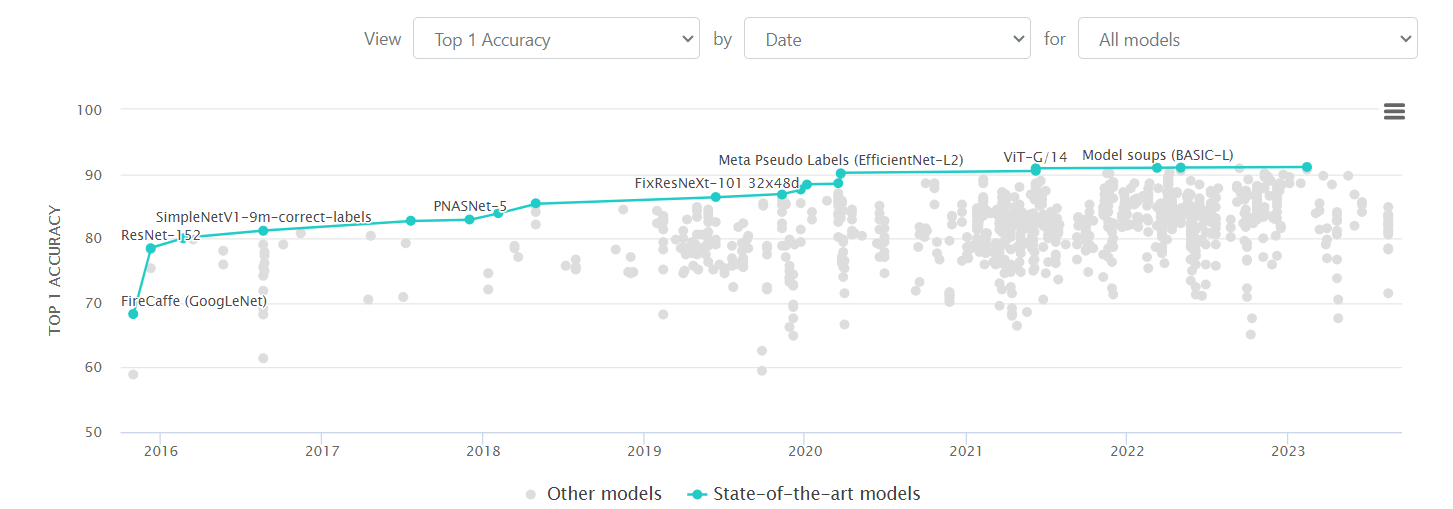 View Top 1 Accuracy by Date for All models
100
90
80
70
60
50
TOP 1 ACCURACY
Meta Pseudo Labels (EfficientNet-L2)
ViT-G/14
Model soups (BASIC-L)
FixResNeXt-101 32x48d
PNASNet-5
SimpleNetV1-9m-correct-labels
ResNet-152
FireCaffe (GoogLeNet)
2016 2017 2018 2019 2020 2021 2022 2023
Other models State-of-the-art models